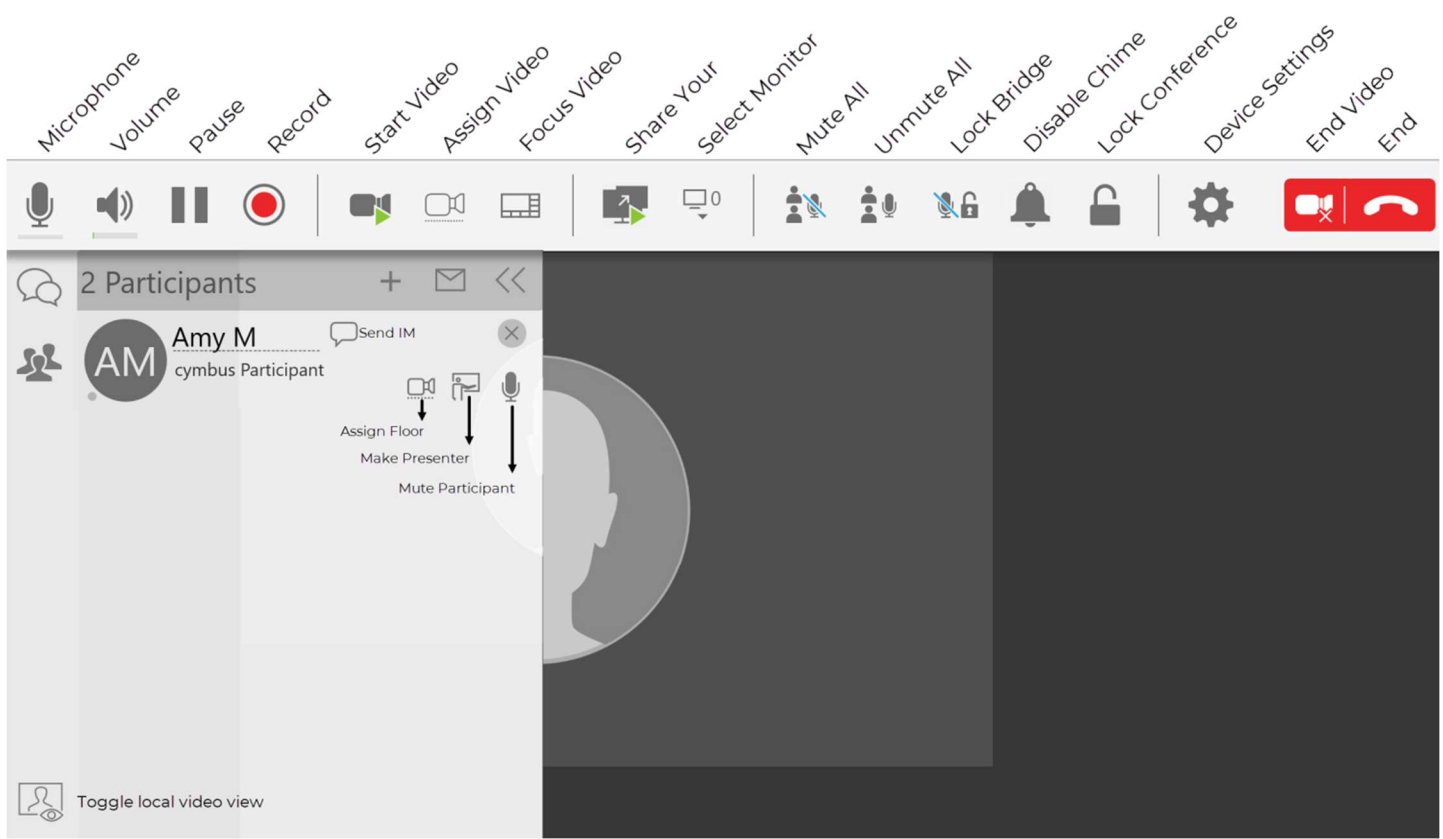 Microphone
Volume
Pause
Record
Start Video
Assign Video
Focus Video
Share Your
Select Monitor
Mute All
Unmute All
Lock Bridge
Disable Chime
Lock Conference
Device Settings
End Video
End
0
2 Participants
AM
Amy M
Send IM
cymbus Participant
Assign Floor
Make Presenter
Mute Participant
Toggle local video view